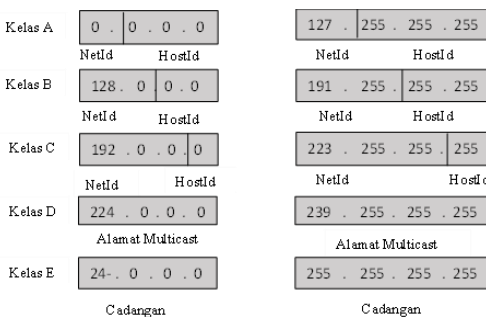 Kelas A 0 . 0 . 0 . 0 127 . 255 . 255 . 255
NetId HostId NetId HostId
Kelas B 128 . 0 0 . 0 191 . 255 . 255 . 255
NetId HostId NetId HostId
Kelas C 192 . 0 . 0 . 0 223 . 255 . 255 . 255
NetId HostId NetId HostId
Kelas D 224 . 0 . 0 . 0 239 . 255 . 255 . 255
Alamat Multicast Alamat Multicast
Kelas E 24- . 0 . 0 . 0 255 . 255 . 255 . 255
Cadangan Cadangan